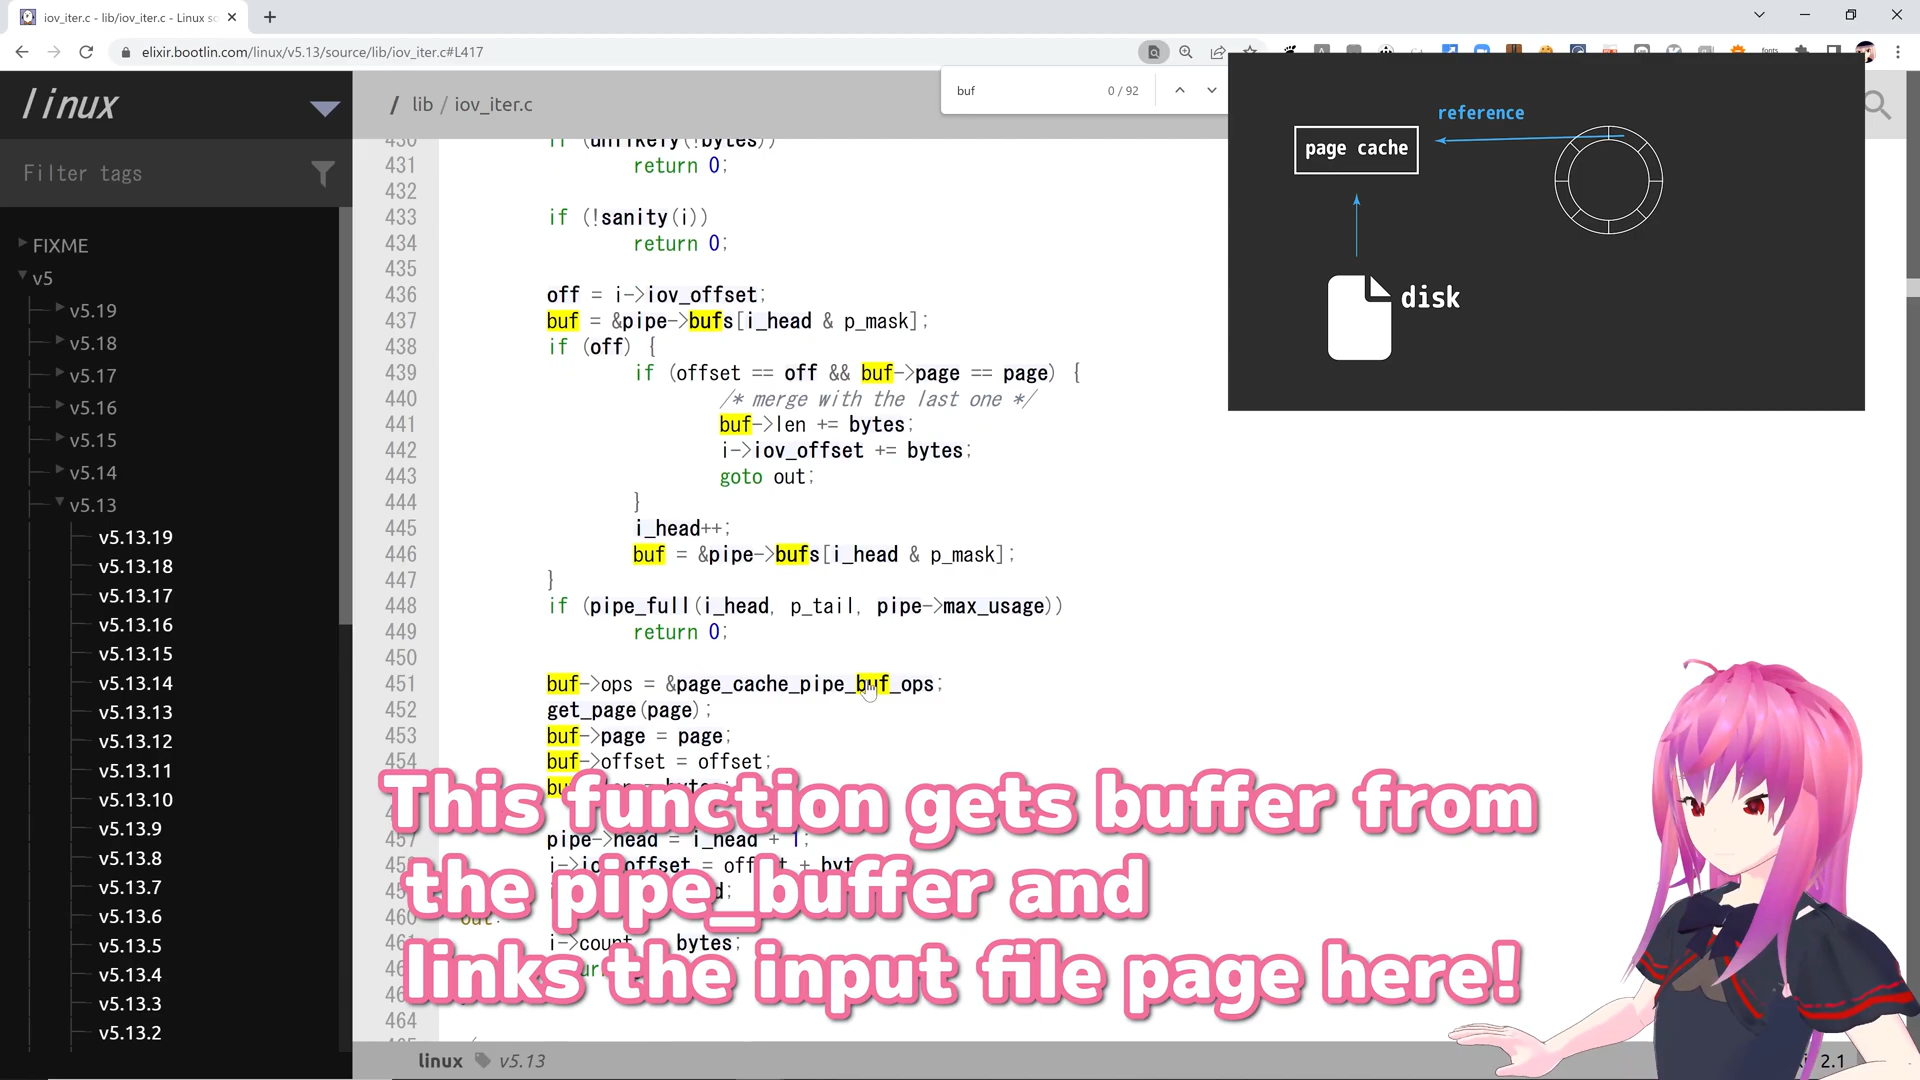 iov_iter.c - lib/iov_iter.c - Linux so
elixir.bootlin.com/linux/v5.13/source/lib/iov_iter.c#L417
buf
0 / 92
linux
/ lib / iov_iter.c
Filter tags
FIXME
v5
v5.19
v5.18
v5.17
v5.16
v5.15
v5.14
v5.13
v5.13.19
v5.13.18
v5.13.17
v5.13.16
v5.13.15
v5.13.14
v5.13.13
v5.13.12
v5.13.11
v5.13.10
v5.13.9
v5.13.8
v5.13.7
v5.13.6
v5.13.5
v5.13.4
v5.13.3
v5.13.2
430 if (unlikely(!bytes))
431 return 0;
432
433 if (!sanity(i))
434 return 0;
435
436 off = i->iov_offset;
437 buf = &pipe->bufs[i_head & p_mask];
438 if (off) {
439 if (offset == off && buf->page == page) {
440 /* merge with the last one */
441 buf->len += bytes;
442 i->iov_offset += bytes;
443 goto out;
444 }
445 i_head++;
446 buf = &pipe->bufs[i_head & p_mask];
447 }
448 if (pipe_full(i_head, p_tail, pipe->max_usage))
449 return 0;
450
451 buf->ops = &page_cache_pipe_buf_ops;
452 get_page(page);
453 buf->page = page;
454 buf->offset = offset;
457 pipe->head = i_head + 1;
460 out:
bytes;
464
reference
page cache
disk
This function gets buffer from
the pipe_buffer and
links the input file page here!
linux v5.13
2.1